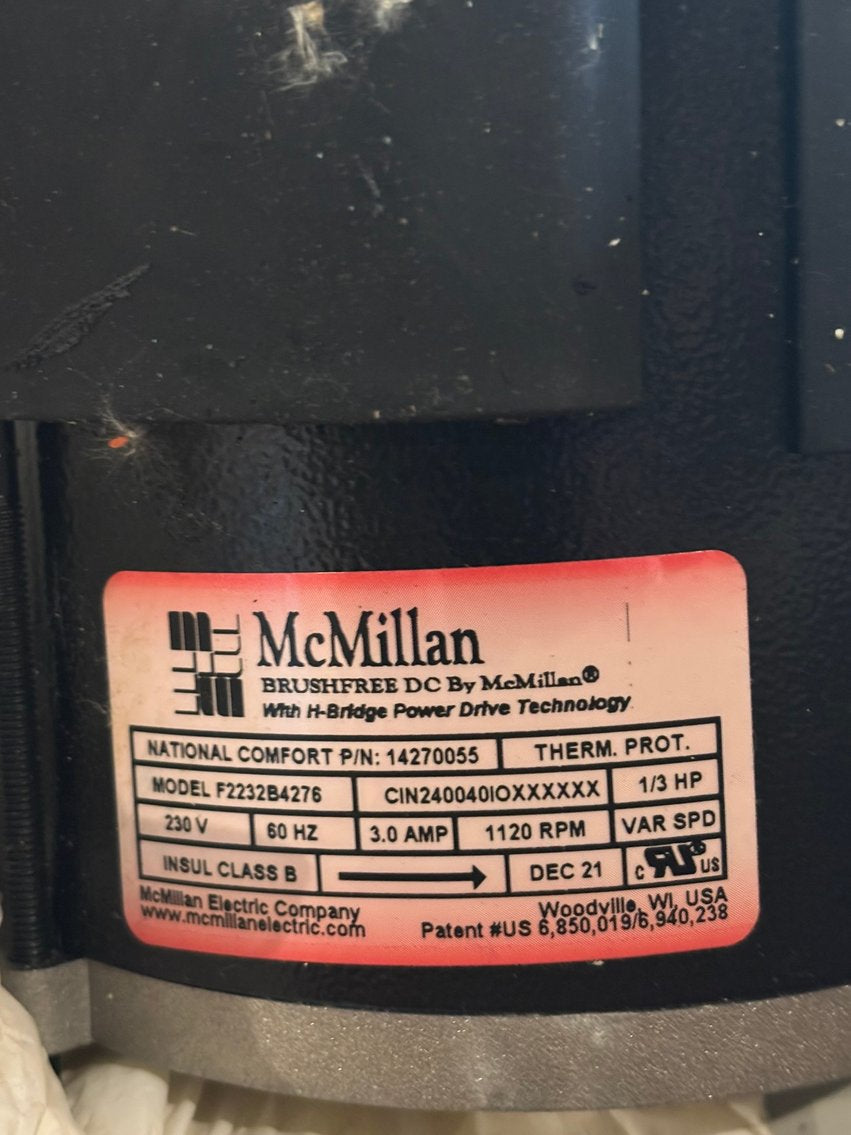 McMillan
BRUSHFREE DC By McMillan®
With H-Bridge Power Drive Technology
NATIONAL COMFORT P/N: 14270055 THERM. PROT.
MODEL F2232B4276 CIN240040IOXXXXXX 1/3 HP
230 V 60 HZ 3.0 AMP 1120 RPM VAR SPD
INSUL CLASS B DEC 21 c RU® US
McMillan Electric Company Woodville, WI, USA
www.mcmillanelectric.com Patent #US 6,850,019/6,940,238